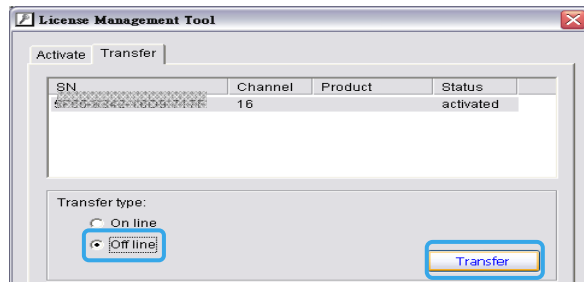 License Management Tool
Activate Transfer
SN Channel Product Status
16 activated
Transfer type:
On line
Off line
Transfer